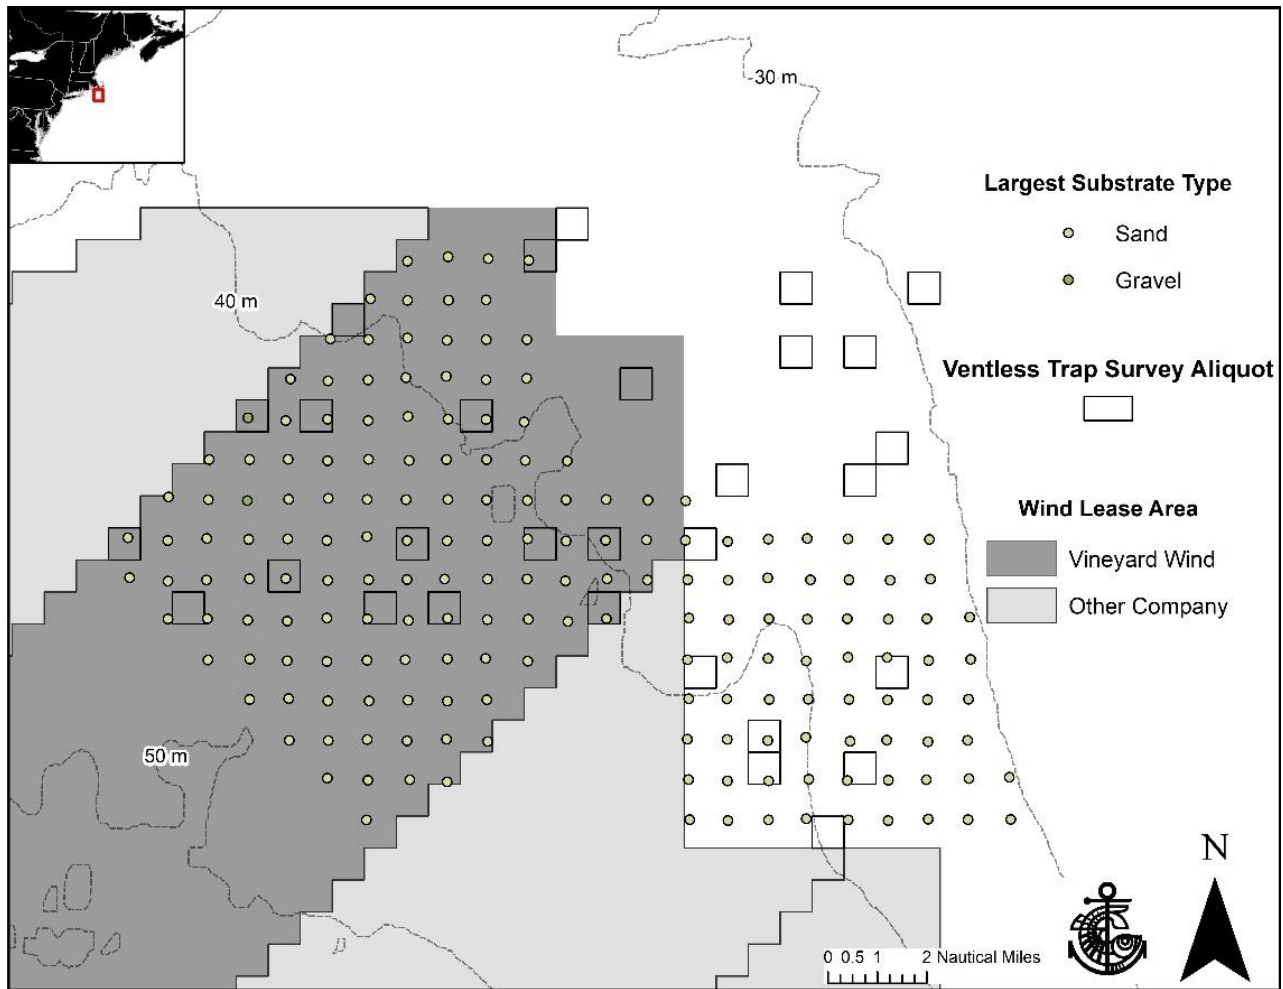 30 m
Largest Substrate Type
Sand
Gravel
40 m
Ventless Trap Survey Aliquot
Wind Lease Area
Vineyard Wind
Other Company
50 m
N
0 0.5 1 2 Nautical Miles